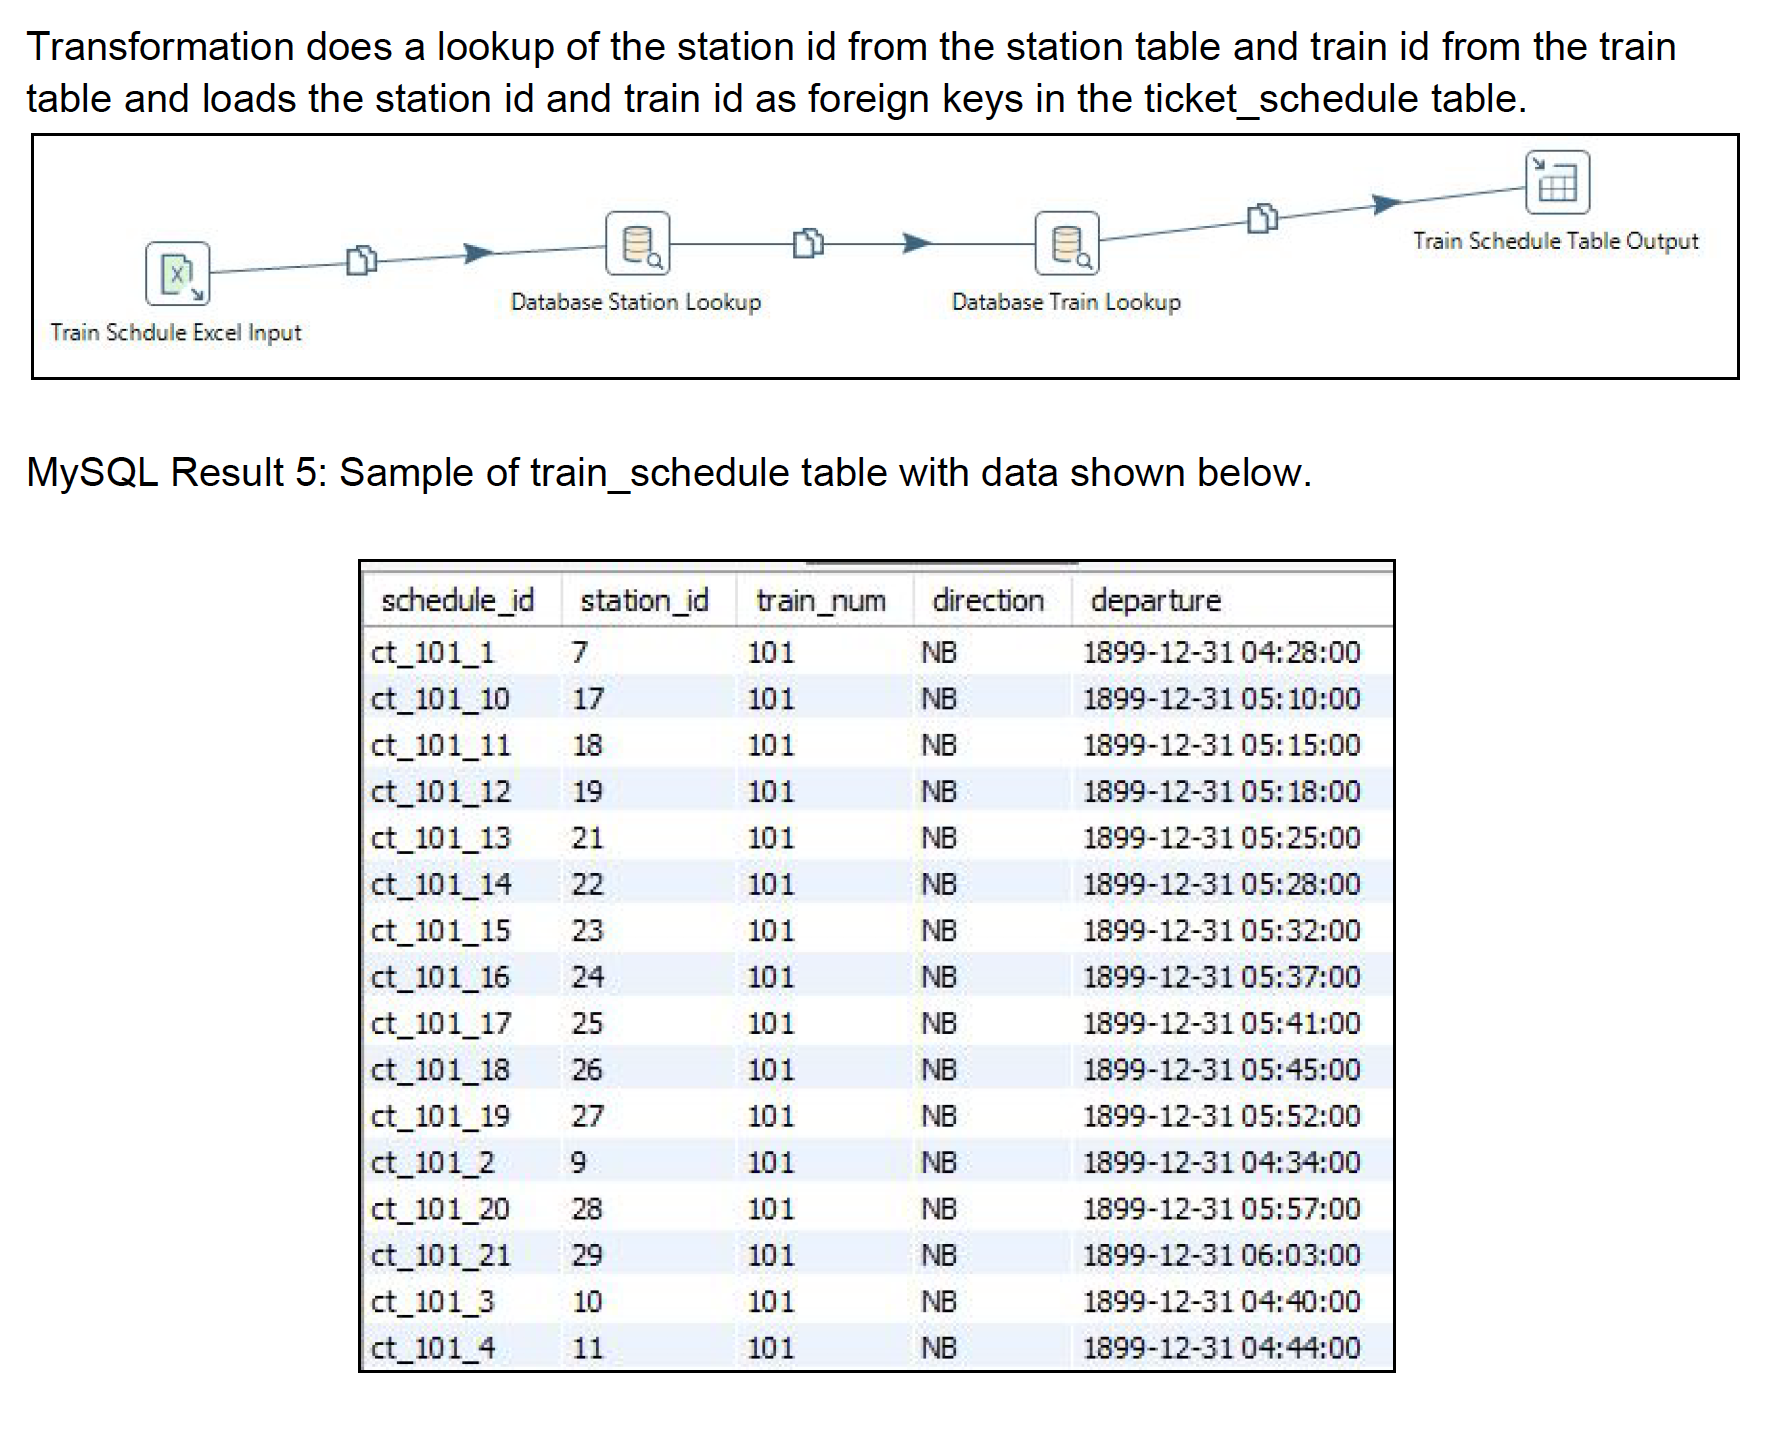 Transformation does a lookup of the station id from the station table and train id from the train
table and loads the station id and train id as foreign keys in the ticket_schedule table.
Train Schdule Excel Input
Database Station Lookup
Database Train Lookup
Train Schedule Table Output
MySQL Result 5: Sample of train_schedule table with data shown below.
schedule_id station_id train_num direction departure
ct_101_1 7 101 NB 1899-12-31 04:28:00
ct_101_10 17 101 NB 1899-12-31 05:10:00
ct_101_11 18 101 NB 1899-12-31 05:15:00
ct_101_12 19 101 NB 1899-12-31 05:18:00
ct_101_13 21 101 NB 1899-12-31 05:25:00
ct_101_14 22 101 NB 1899-12-31 05:28:00
ct_101_15 23 101 NB 1899-12-31 05:32:00
ct_101_16 24 101 NB 1899-12-31 05:37:00
ct_101_17 25 101 NB 1899-12-31 05:41:00
ct_101_18 26 101 NB 1899-12-31 05:45:00
ct_101_19 27 101 NB 1899-12-31 05:52:00
ct_101_2 9 101 NB 1899-12-31 04:34:00
ct_101_20 28 101 NB 1899-12-31 05:57:00
ct_101_21 29 101 NB 1899-12-31 06:03:00
ct_101_3 10 101 NB 1899-12-31 04:40:00
ct_101_4 11 101 NB 1899-12-31 04:44:00